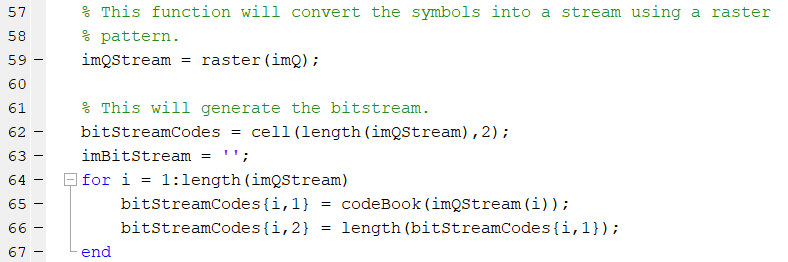 57 % This function will convert the symbols into a stream using a raster
58 % pattern.
59 – imQStream = raster(imQ);
60
61 % This will generate the bitstream.
62 – bitStreamCodes = cell(length(imQStream),2);
63 – imBitStream = '';
64 – for i = 1:length(imQStream)
65 – bitStreamCodes{i,1} = codeBook(imQStream(i));
66 – bitStreamCodes{i,2} = length(bitStreamCodes{i,1});
67 – end